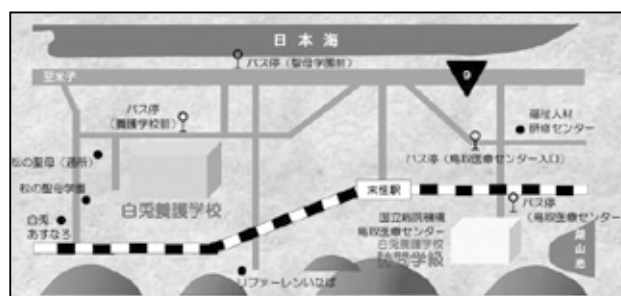 日本海
バス停(聖母学園前)
至米子
9
バス停
(養護学校前)
福祉人材
研修センター
松の聖母(通所)
バス停(鳥取医療センター入口)
松の聖母学園
白兎養護学校
末恒駅
バス停
(鳥取医療センター)
白兎
あすなろ
国立病院機構
鳥取医療センター
白兎養護学校
訪問学級
湖山池
リファーレンいなば